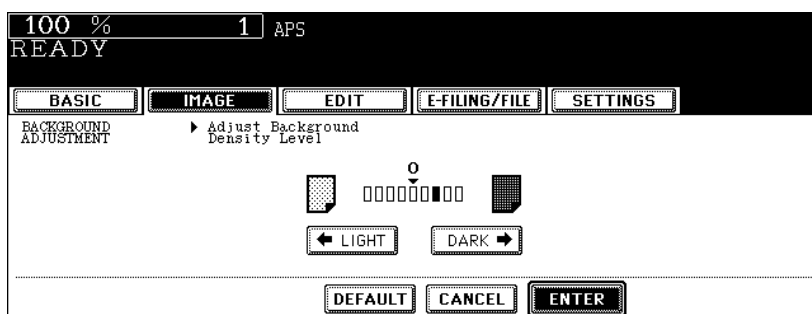 100 % 1 APS
READY
BASIC IMAGE EDIT E-FILING/FILE SETTINGS
BACKGROUND ADJUSTMENT
Adjust Background Density Level
0
LIGHT DARK
DEFAULT CANCEL ENTER